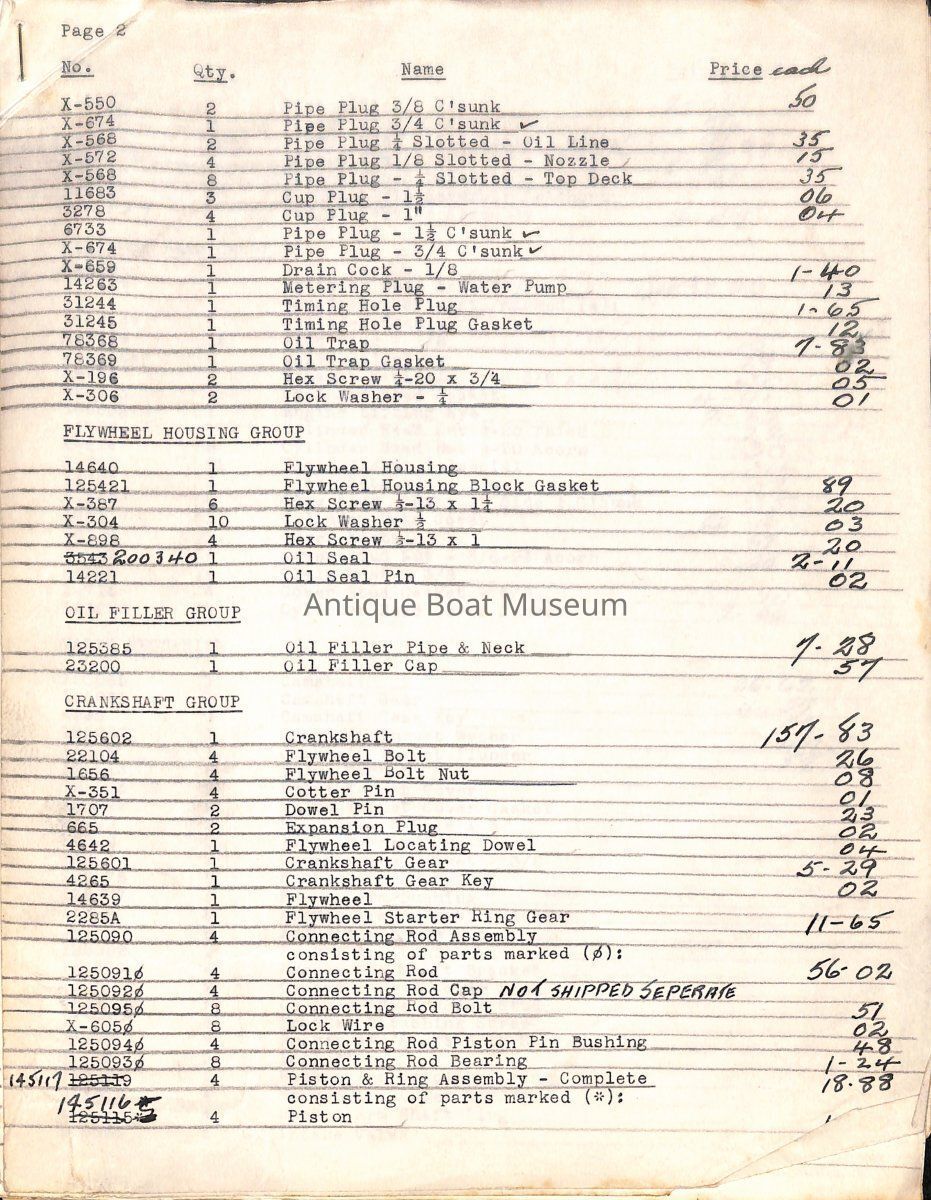 Page 2
No. Qty. Name Price each
X-550 2 Pipe Plug 3/8 C'sunk 50
X-674 1 Pipe Plug 3/4 C'sunk ✓
X-568 2 Pipe Plug ¼ Slotted - Oil Line 35
X-572 4 Pipe Plug 1/8 Slotted - Nozzle 15
X-568 8 Pipe Plug - ¼ Slotted - Top Deck 35
11683 3 Cup Plug - 1½ 06
3278 4 Cup Plug - 1" 04
6733 1 Pipe Plug - 1½ C'sunk ✓
X-674 1 Pipe Plug - 3/4 C'sunk ✓
X-659 1 Drain Cock - 1/8 1-40
14263 1 Metering Plug - Water Pump 13
31244 1 Timing Hole Plug 1-65
31245 1 Timing Hole Plug Gasket 12
78368 1 Oil Trap 7-83
78369 1 Oil Trap Gasket 02
X-196 2 Hex Screw ¼-20 x 3/4 05
X-306 2 Lock Washer - ¼ 01
FLYWHEEL HOUSING GROUP
14640 1 Flywheel Housing
125421 1 Flywheel Housing Block Gasket 89
X-387 6 Hex Screw ½-13 x 1¼ 20
X-304 10 Lock Washer ½ 03
X-898 4 Hex Screw ½-13 x 1 20
3543 200340 1 Oil Seal 2-11
14221 1 Oil Seal Pin 02
Antique Boat Museum
OIL FILLER GROUP
125385 1 Oil Filler Pipe & Neck 7-28
23200 1 Oil Filler Cap 57
CRANKSHAFT GROUP
125602 1 Crankshaft 157-83
22104 4 Flywheel Bolt 26
1656 4 Flywheel Bolt Nut 08
X-351 4 Cotter Pin 01
1707 2 Dowel Pin 23
665 2 Expansion Plug 02
4642 1 Flywheel Locating Dowel 04
125601 1 Crankshaft Gear 5-29
4265 1 Crankshaft Gear Key 02
14639 1 Flywheel
2285A 1 Flywheel Starter Ring Gear 11-65
125090 4 Connecting Rod Assembly
consisting of parts marked (ø):
125091ø 4 Connecting Rod 56-02
125092ø 4 Connecting Rod Cap NOT SHIPPED SEPERATE
125095ø 8 Connecting Rod Bolt 51
X-605ø 8 Lock Wire 02
125094ø 4 Connecting Rod Piston Pin Bushing 48
125093ø 8 Connecting Rod Bearing 1-24
145117 125119 4 Piston & Ring Assembly - Complete 18-88
145116* consisting of parts marked (*):
125115* 4 Piston